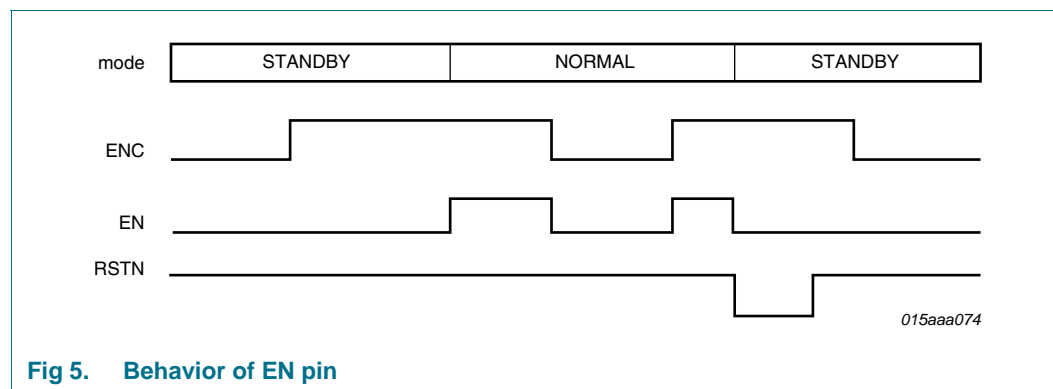 mode STANDBY NORMAL STANDBY
ENC
EN
RSTN
015aaa074
Fig 5. Behavior of EN pin